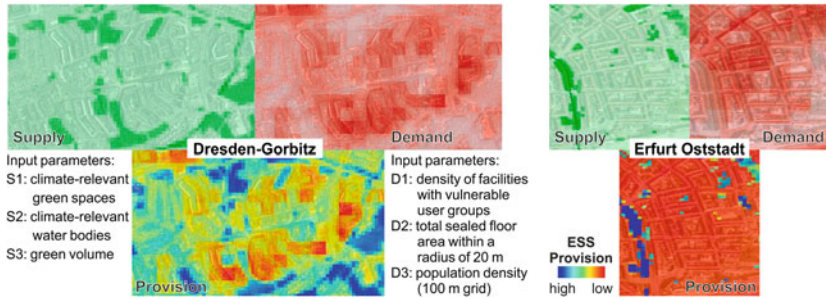 Supply
Demand
Dresden-Gorbitz
Input parameters:
S1: climate-relevant
green spaces
S2: climate-relevant
water bodies
S3: green volume
Provision
Input parameters:
D1: density of facilities
with vulnerable
user groups
D2: total sealed floor
area within a
radius of 20 m
D3: population density
(100 m grid)
Supply
Demand
Erfurt Oststadt
ESS
Provision
high low
Provision